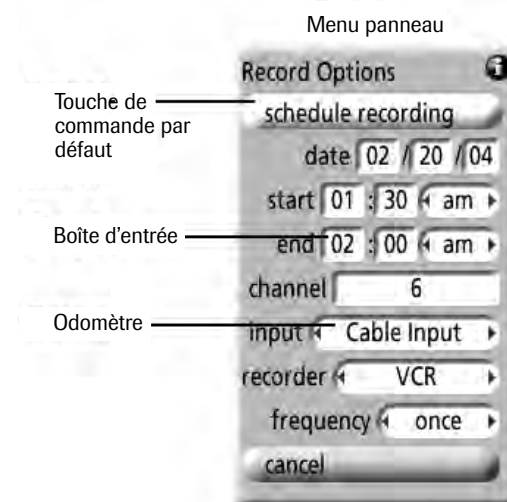 Menu panneau
Record Options
Touche de
commande par
défaut
schedule recording
date 02 / 20 / 04
start 01 : 30 am
Boîte d'entrée
end 02 : 00 am
channel 6
Odomètre
input Cable Input
recorder VCR
frequency once
cancel